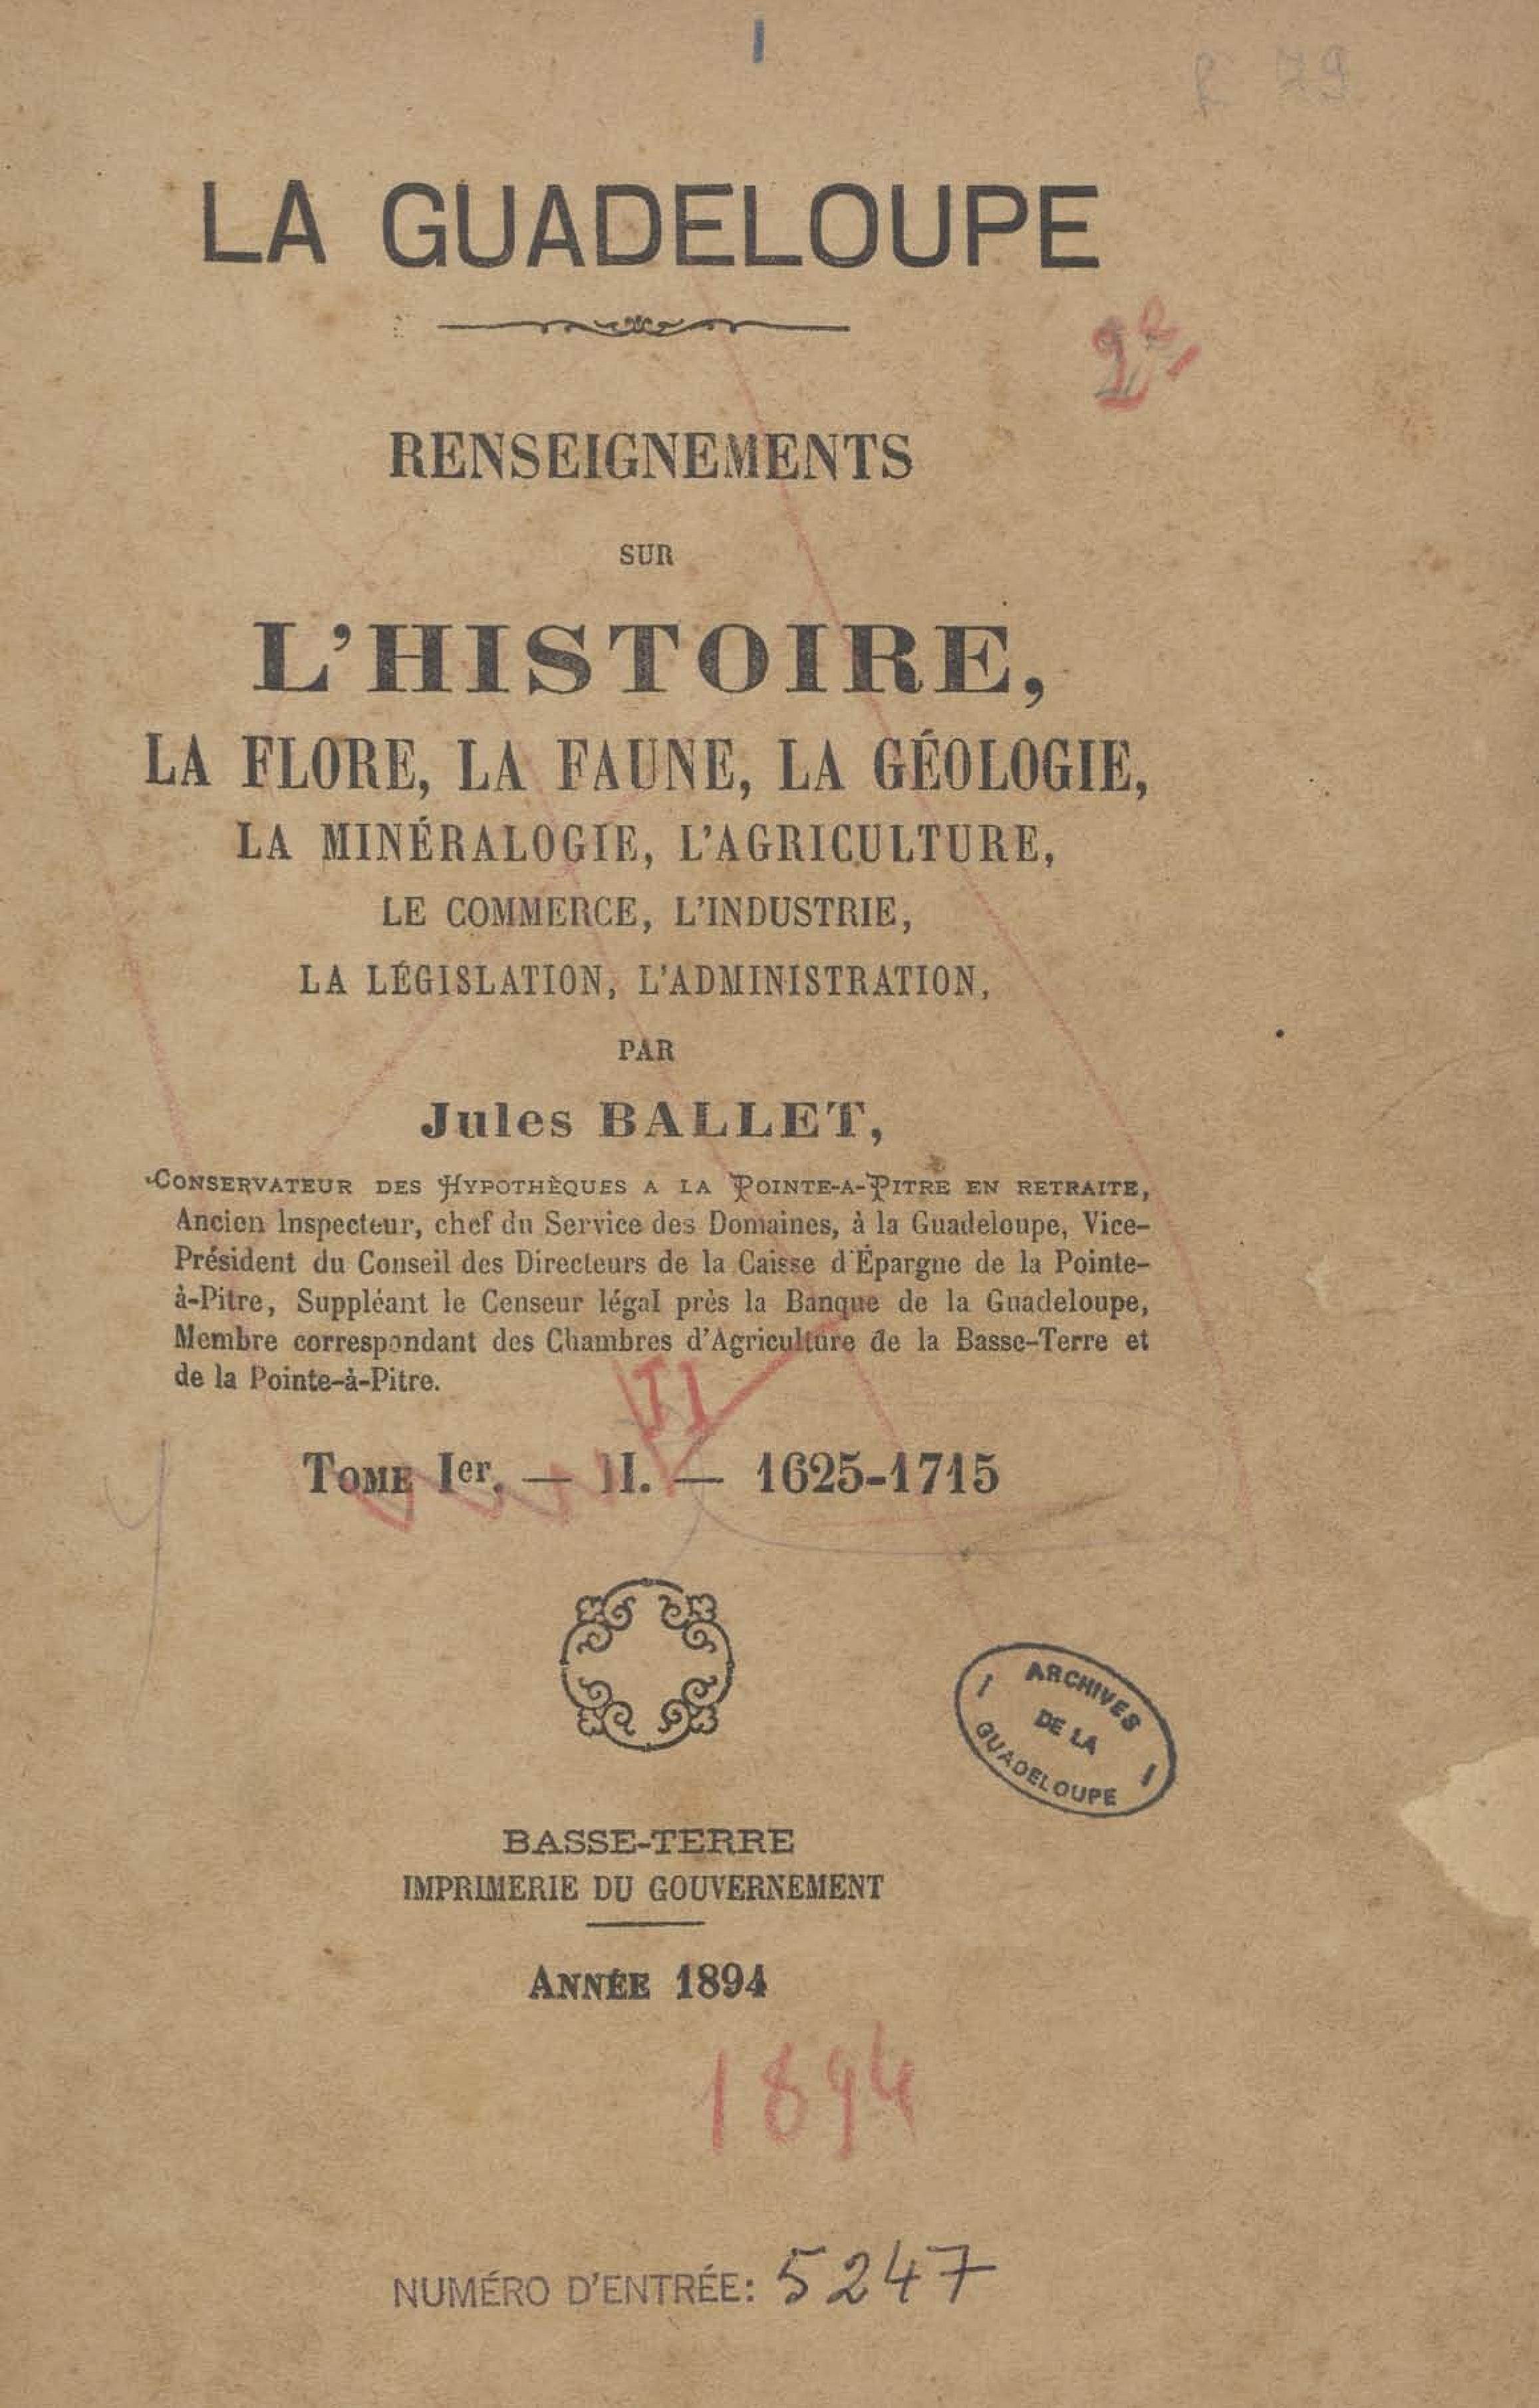 I
LA GUADELOUPE
2e
RENSEIGNEMENTS
SUR
L'HISTOIRE,
LA FLORE, LA FAUNE, LA GÉOLOGIE,
LA MINÉRALOGIE, L'AGRICULTURE,
LE COMMERCE, L'INDUSTRIE,
LA LÉGISLATION, L'ADMINISTRATION,
PAR
Jules BALLET,
CONSERVATEUR DES HYPOTHÈQUES A LA POINTE-A-PITRE EN RETRAITE,
Ancien Inspecteur, chef du Service des Domaines, à la Guadeloupe, Vice-
Président du Conseil des Directeurs de la Caisse d'Épargne de la Pointe-
à-Pitre, Suppléant le Censeur légal près la Banque de la Guadeloupe,
Membre correspondant des Chambres d'Agriculture de la Basse-Terre et
de la Pointe-à-Pitre.
II
TOME Ier. — II. — 1625-1715
ARCHIVES
DE LA
GUADELOUPE
BASSE-TERRE
IMPRIMERIE DU GOUVERNEMENT
ANNÉE 1894
1894
NUMÉRO D'ENTRÉE: 5247